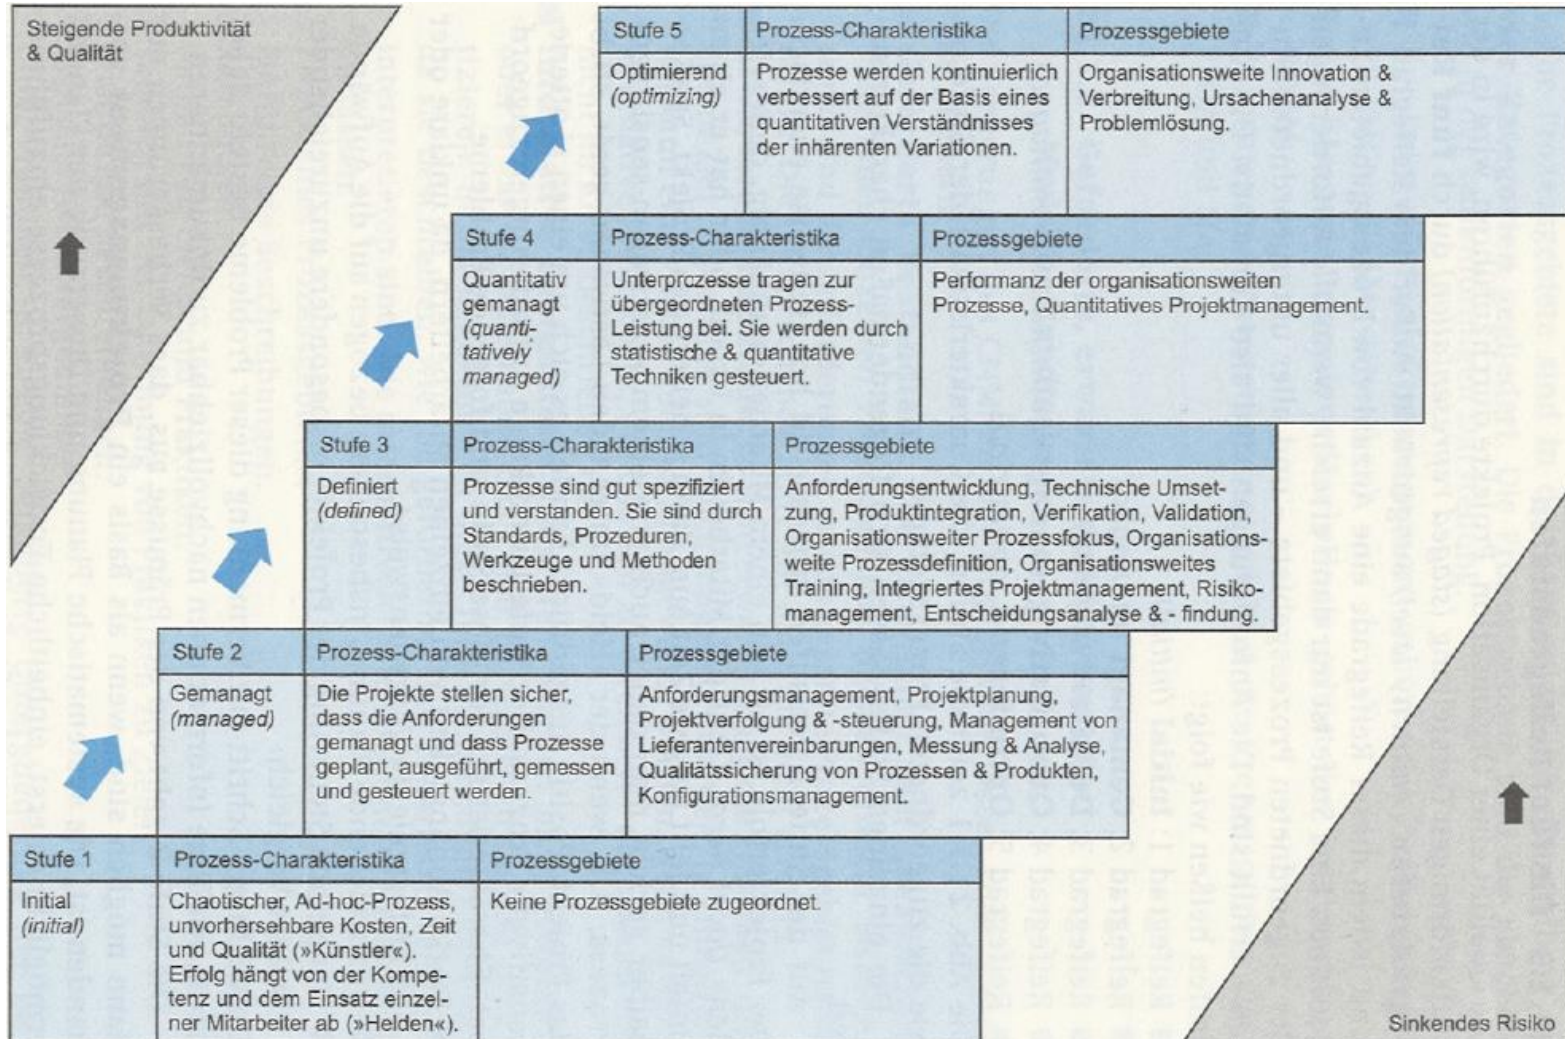 Steigende Produktivität
& Qualität
Stufe 5
Prozess-Charakteristika
Prozessgebiete
Optimierend
(optimizing)
Prozesse werden kontinuierlich
verbessert auf der Basis eines
quantitativen Verständnisses
der inhärenten Variationen.
Organisationsweite Innovation &
Verbreitung, Ursachenanalyse &
Problemlösung.
Stufe 4
Prozess-Charakteristika
Prozessgebiete
Quantitativ
gemanagt
(quanti-
tatively
managed)
Unterprozesse tragen zur
übergeordneten Prozess-
Leistung bei. Sie werden durch
statistische & quantitative
Techniken gesteuert.
Performanz der organisationsweiten
Prozesse, Quantitatives Projektmanagement.
Stufe 3
Prozess-Charakteristika
Prozessgebiete
Definiert
(defined)
Prozesse sind gut spezifiziert
und verstanden. Sie sind durch
Standards, Prozeduren,
Werkzeuge und Methoden
beschrieben.
Anforderungsentwicklung, Technische Umset-
zung, Produktintegration, Verifikation, Validation,
Organisationsweiter Prozessfokus, Organisations-
weite Prozessdefinition, Organisationsweites
Training, Integriertes Projektmanagement, Risiko-
management, Entscheidungsanalyse & - findung.
Stufe 2
Prozess-Charakteristika
Prozessgebiete
Gemanagt
(managed)
Die Projekte stellen sicher,
dass die Anforderungen
gemanagt und dass Prozesse
geplant, ausgeführt, gemessen
und gesteuert werden.
Anforderungsmanagement, Projektplanung,
Projektverfolgung & -steuerung, Management von
Lieferantenvereinbarungen, Messung & Analyse,
Qualitätssicherung von Prozessen & Produkten,
Konfigurationsmanagement.
Stufe 1
Prozess-Charakteristika
Prozessgebiete
Initial
(initial)
Chaotischer, Ad-hoc-Prozess,
unvorhersehbare Kosten, Zeit
und Qualität (»Künstler«).
Erfolg hängt von der Kompe-
tenz und dem Einsatz einzel-
ner Mitarbeiter ab (»Helden«).
Keine Prozessgebiete zugeordnet.
Sinkendes Risiko